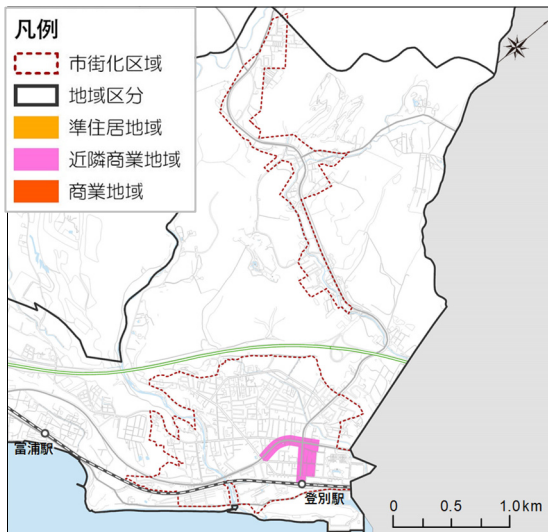 凡例
市街化区域
地域区分
準住居地域
近隣商業地域
商業地域
富浦駅
登別駅
0 0.5 1.0km